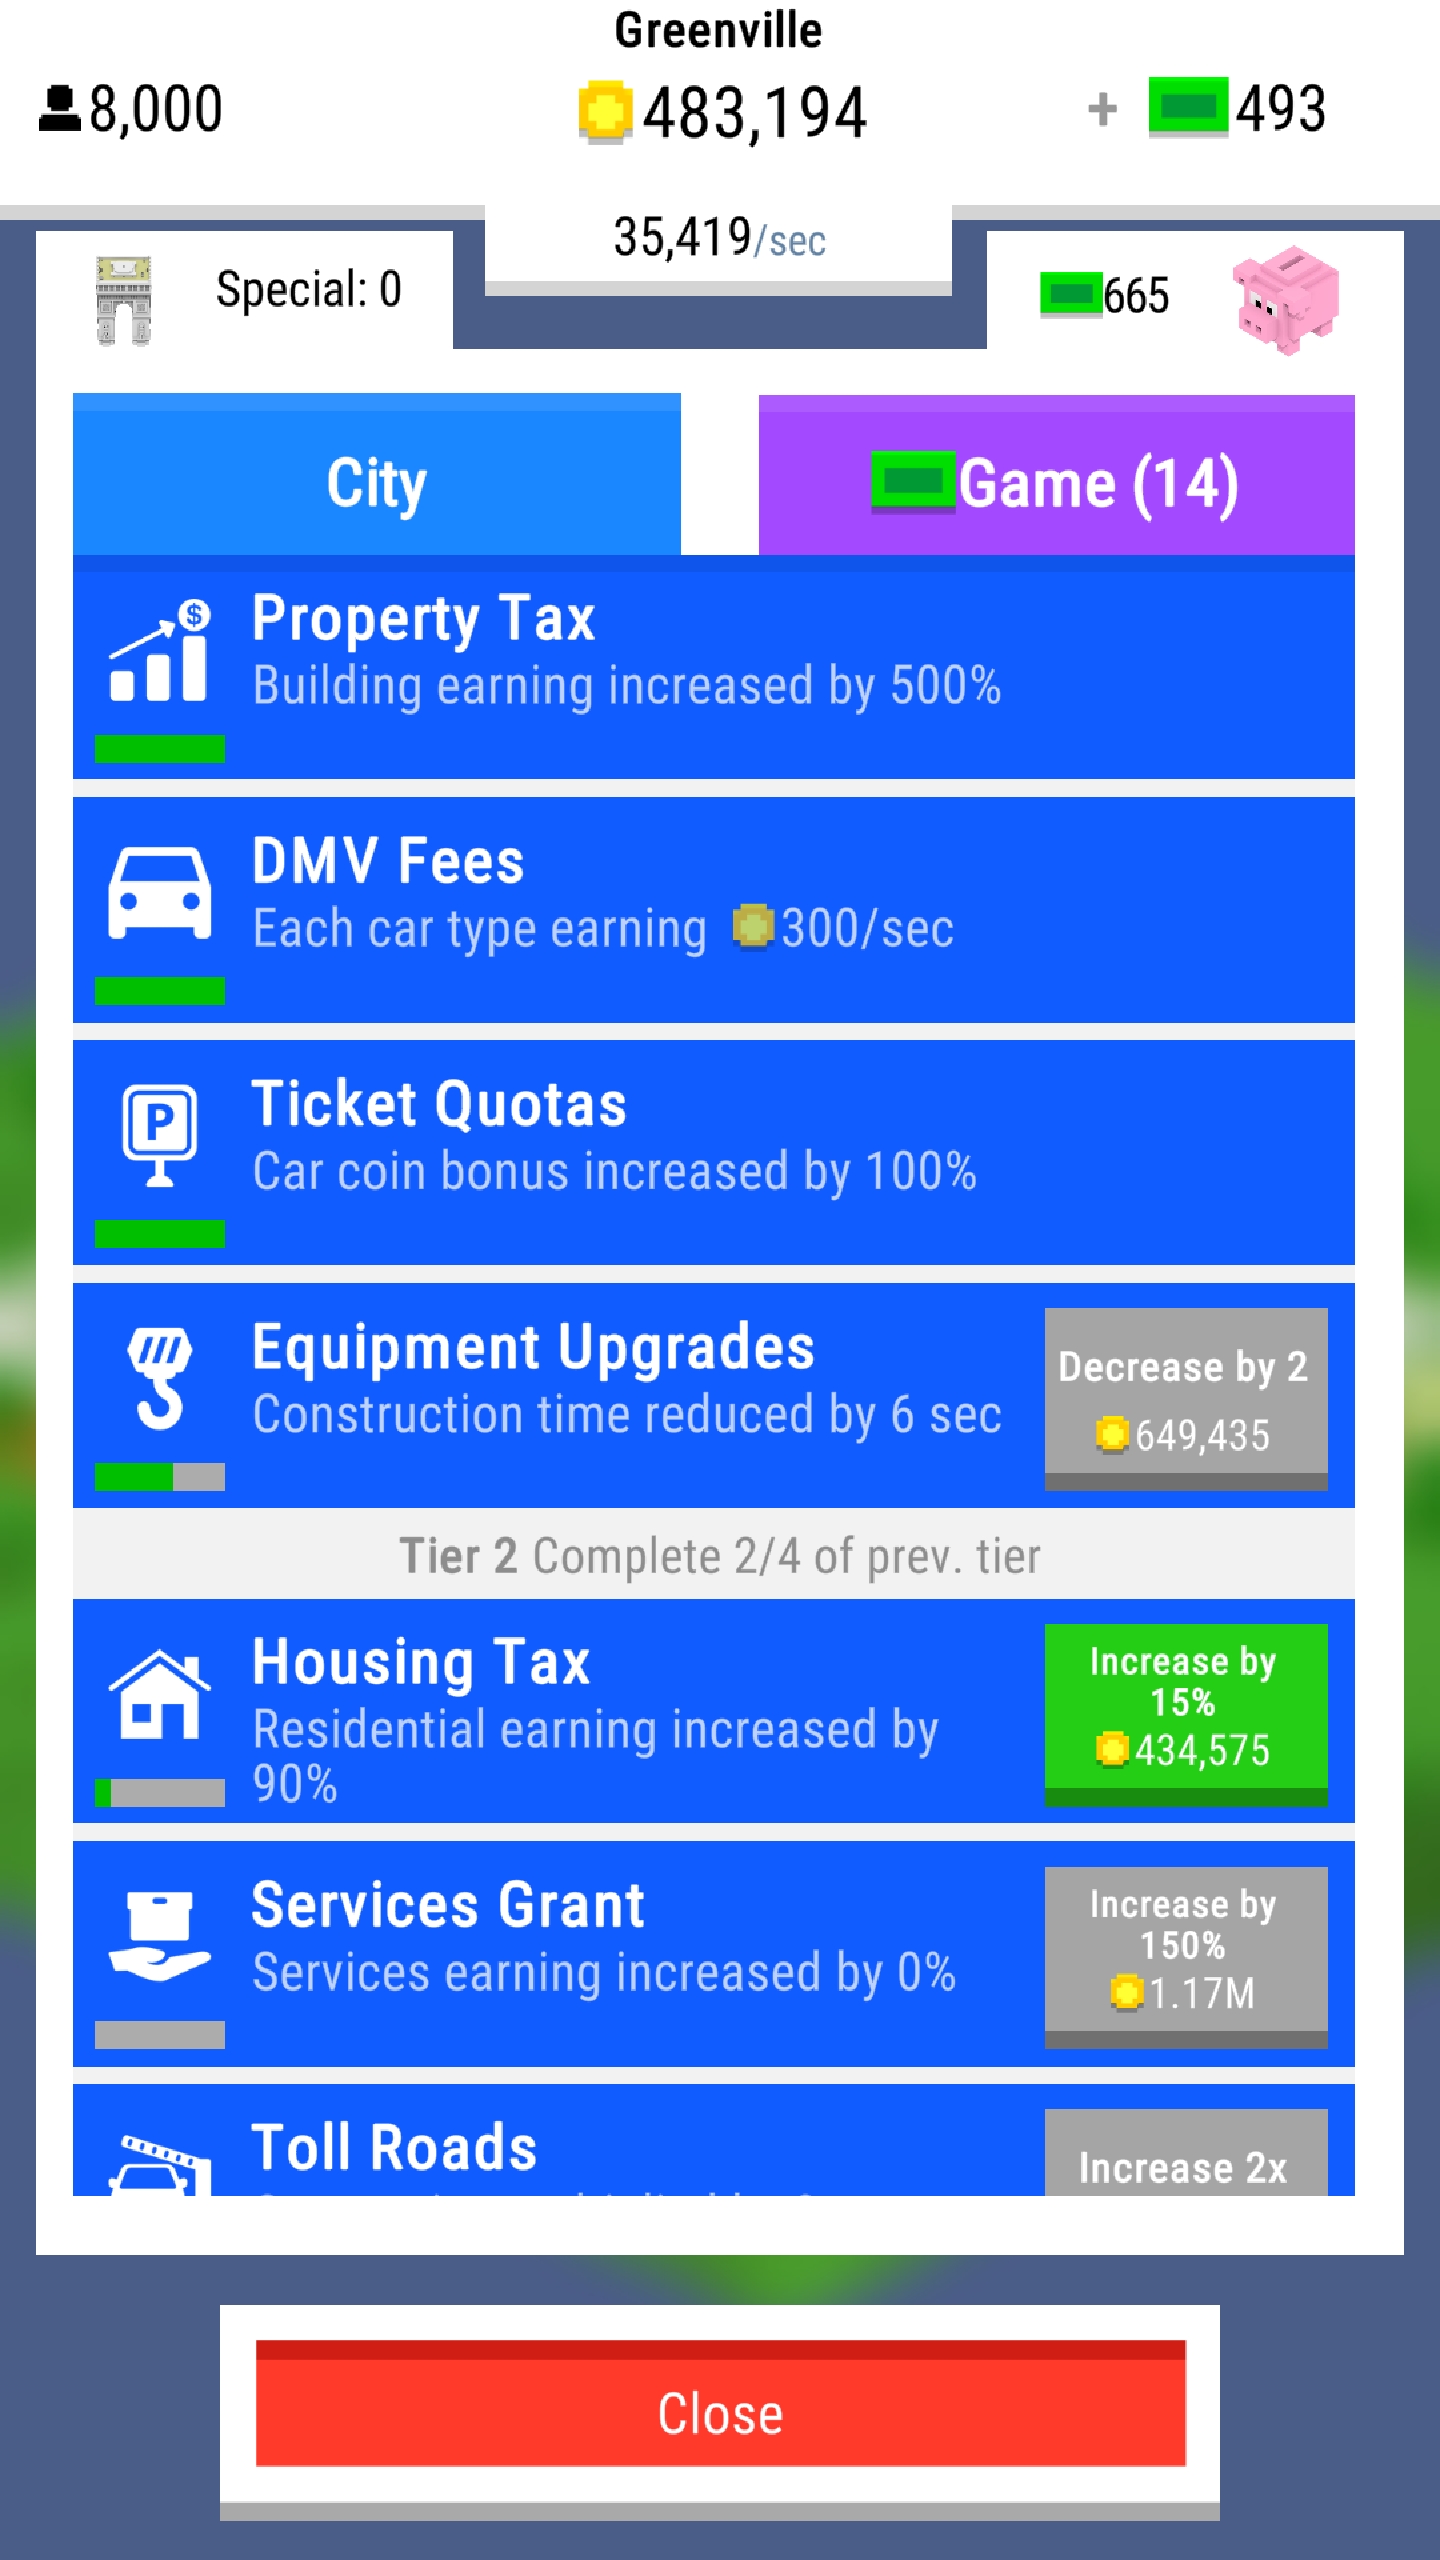 Greenville
8,000
483,194
+ 493
35,419/sec
Special: 0
665
City
Game (14)
$
Property Tax
Building earning increased by 500%
DMV Fees
Each car type earning 300/sec
P
Ticket Quotas
Car coin bonus increased by 100%
Equipment Upgrades
Construction time reduced by 6 sec
Decrease by 2
649,435
Tier 2 Complete 2/4 of prev. tier
Housing Tax
Residential earning increased by
90%
Increase by
15%
434,575
Services Grant
Services earning increased by 0%
Increase by
150%
1.17M
Toll Roads
Increase 2x
Close